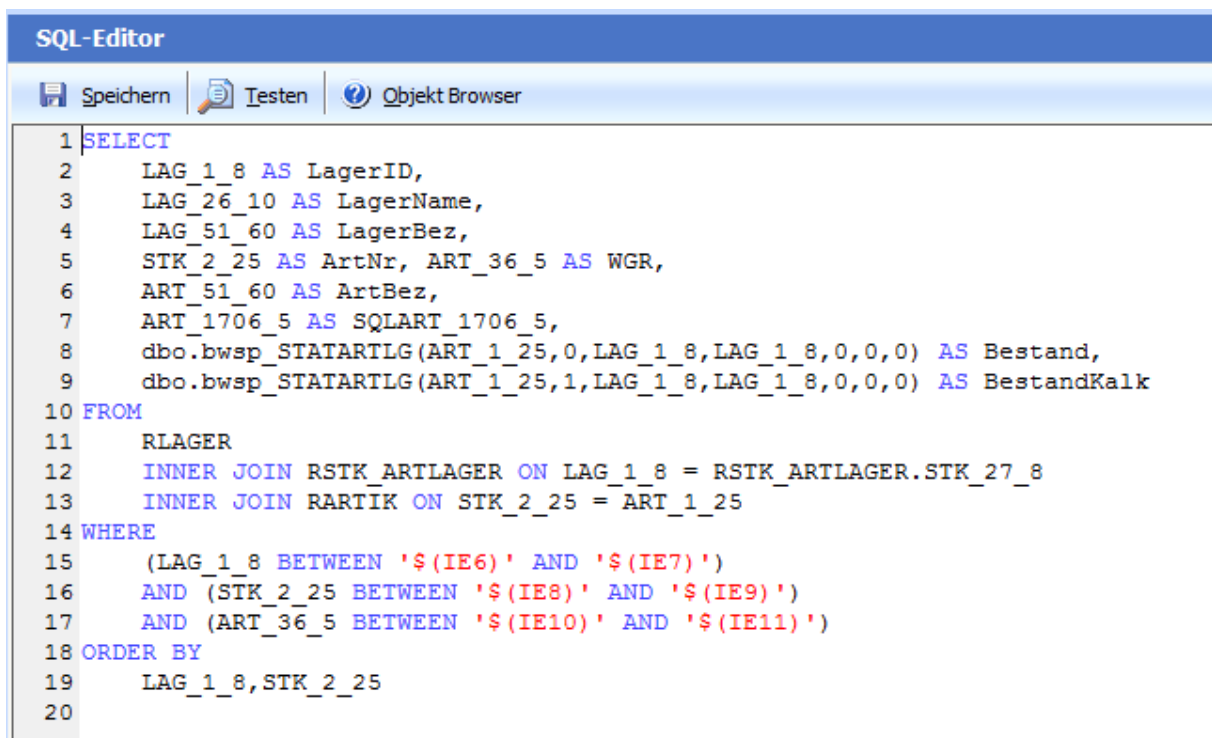 SQL-Editor
Speichern Testen Objekt Browser
1 SELECT
2 LAG_1_8 AS LagerID,
3 LAG_26_10 AS LagerName,
4 LAG_51_60 AS LagerBez,
5 STK_2_25 AS ArtNr, ART_36_5 AS WGR,
6 ART_51_60 AS ArtBez,
7 ART_1706_5 AS SQLART_1706_5,
8 dbo.bwsp_STATARTLG(ART_1_25,0,LAG_1_8,LAG_1_8,0,0,0) AS Bestand,
9 dbo.bwsp_STATARTLG(ART_1_25,1,LAG_1_8,LAG_1_8,0,0,0) AS BestandKalk
10 FROM
11 RLAGER
12 INNER JOIN RSTK_ARTLAGER ON LAG_1_8 = RSTK_ARTLAGER.STK_27_8
13 INNER JOIN RARTIK ON STK_2_25 = ART_1_25
14 WHERE
15 (LAG_1_8 BETWEEN '$(IE6)' AND '$(IE7)')
16 AND (STK_2_25 BETWEEN '$(IE8)' AND '$(IE9)')
17 AND (ART_36_5 BETWEEN '$(IE10)' AND '$(IE11)')
18 ORDER BY
19 LAG_1_8,STK_2_25
20